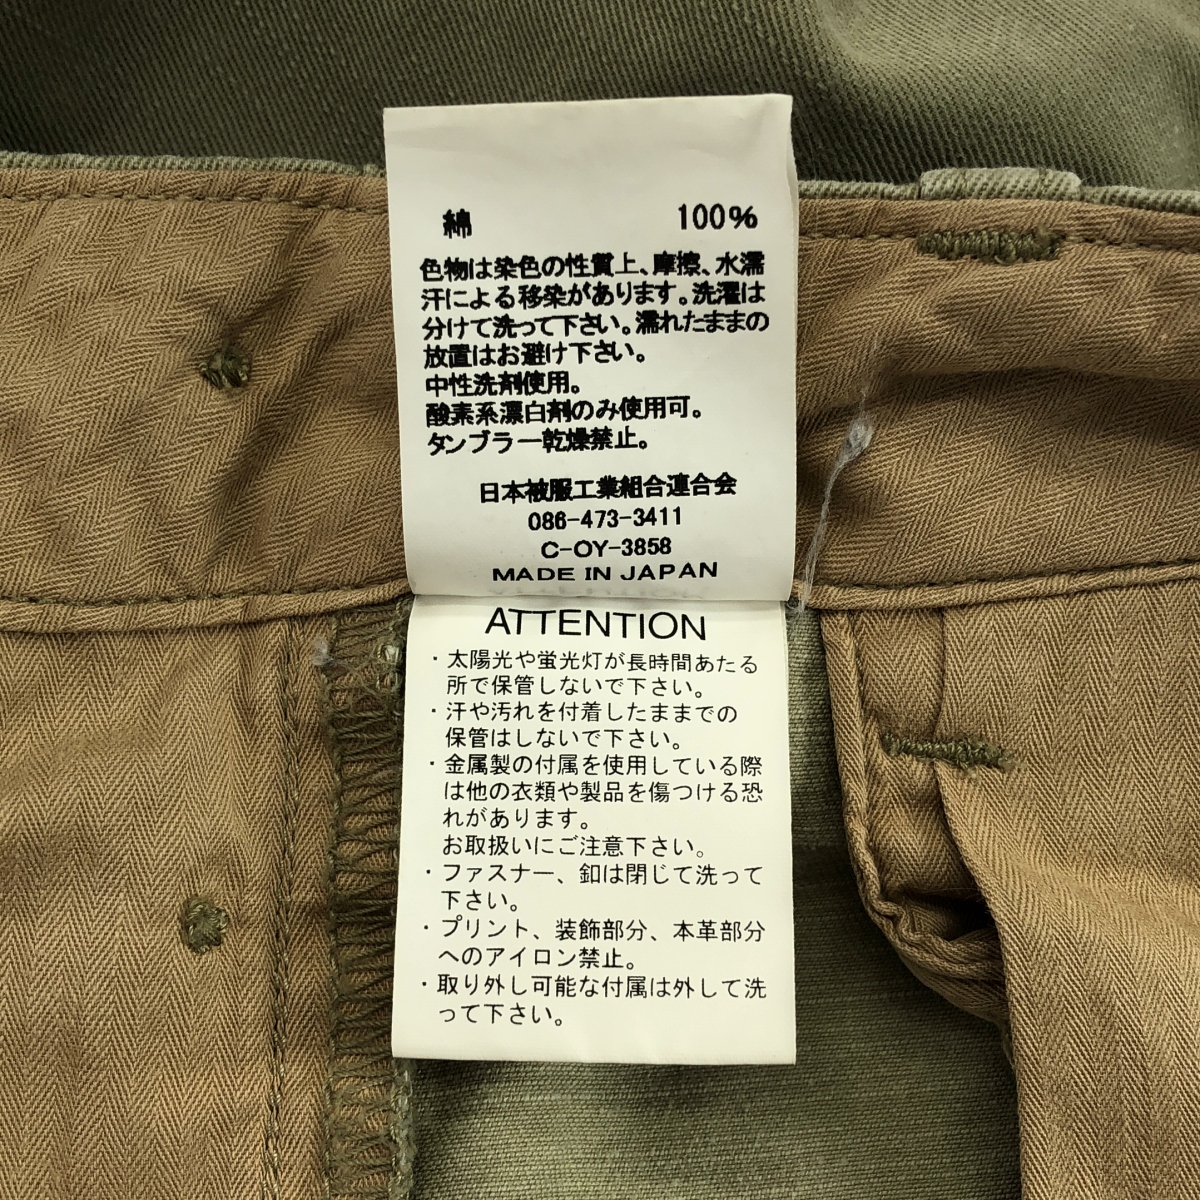 綿 100%
色物は染色の性質上、摩擦、水濡
汗による移染があります。洗濯は
分けて洗って下さい。濡れたままの
放置はお避け下さい。
中性洗剤使用。
酸素系漂白剤のみ使用可。
タンブラー乾燥禁止。
日本被服工業組合連合会
086-473-3411
C-OY-3858
MADE IN JAPAN
ATTENTION
・太陽光や蛍光灯が長時間あたる
所で保管しないで下さい。
・汗や汚れを付着したままでの
保管はしないで下さい。
・金属製の付属を使用している際
は他の衣類や製品を傷つける恐
れがあります。
お取扱いにご注意下さい。
・ファスナー、釦は閉じて洗って
下さい。
・プリント、装飾部分、本革部分
へのアイロン禁止。
・取り外し可能な付属は外して洗
って下さい。